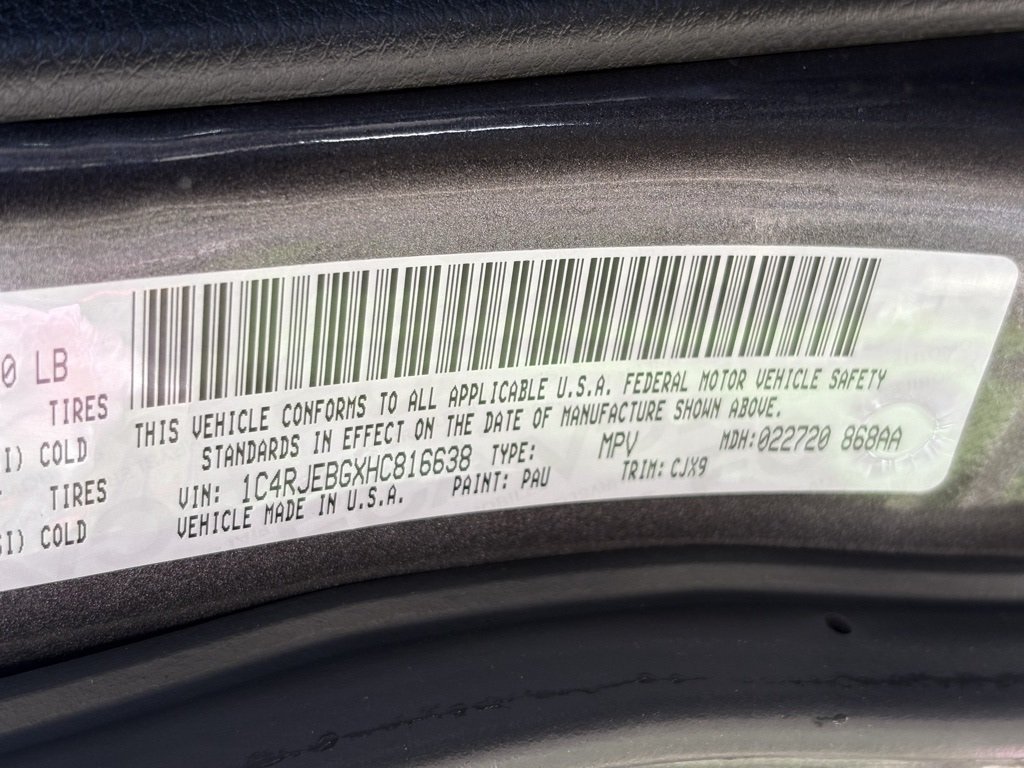 0 LB
TIRES
I) COLD
TIRES
SI) COLD
THIS VEHICLE CONFORMS TO ALL APPLICABLE U.S.A. FEDERAL MOTOR VEHICLE SAFETY
STANDARDS IN EFFECT ON THE DATE OF MANUFACTURE SHOWN ABOVE.
VIN: 1C4RJEBGXHC816638 TYPE: MPV MDH:022720 868AA
VEHICLE MADE IN U.S.A. PAINT: PAU TRIM: CJX9